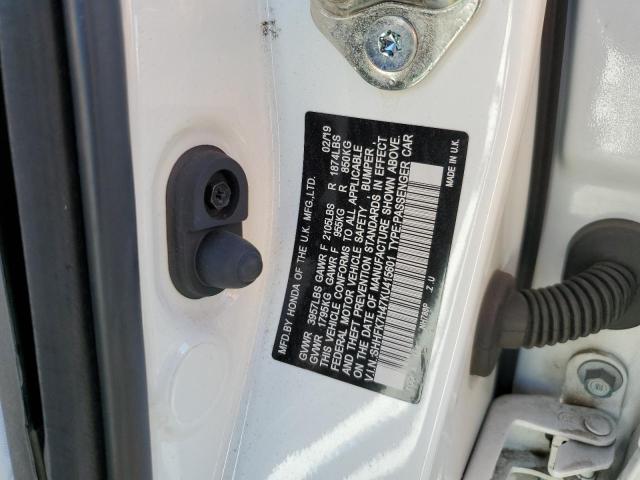 MFD.BY HONDA OF THE U.K. MFG.,LTD. 02/19
GVWR 3957LBS GAWR F 2105LBS R 1874LBS
GVWR 1795KG GAWR F 955KG R 850KG
THIS VEHICLE CONFORMS TO ALL APPLICABLE
FEDERAL MOTOR VEHICLE SAFETY BUMPER,
AND THEFT PREVENTION STANDARDS IN EFFECT
ON THE DATE OF MANUFACTURE SHOWN ABOVE.
V.I.N.:SHHFK7H47KU415601 TYPE:PASSENGER CAR
MADE IN U.K.
NH788P Z U